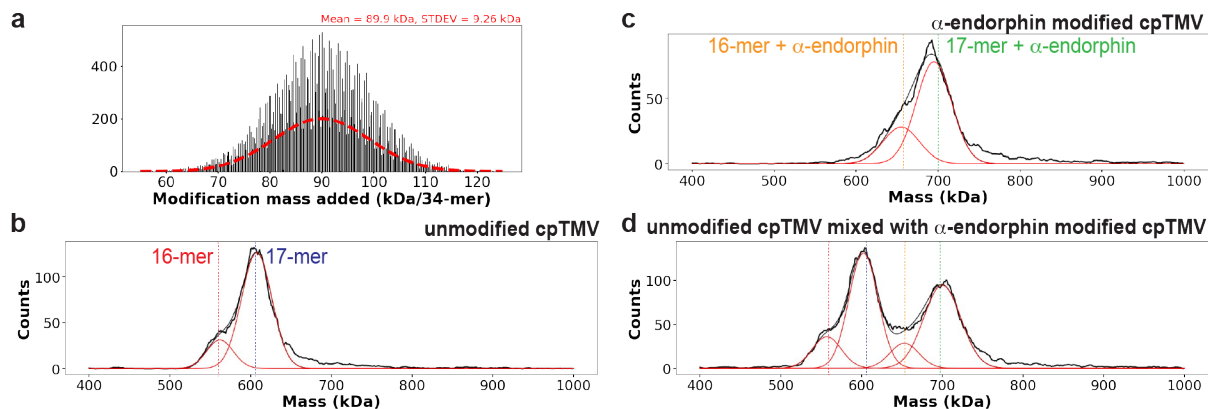 a
Mean = 89.9 kDa, STDEV = 9.26 kDa
400
200
0
60 80 100 120
Modification mass added (kDa/34-mer)
b
unmodified cpTMV
16-mer 17-mer
Counts
100
50
0
400 500 600 700 800 900 1000
Mass (kDa)
c
α-endorphin modified cpTMV
16-mer + α-endorphin 17-mer + α-endorphin
Counts
50
0
400 500 600 700 800 900 1000
Mass (kDa)
d
unmodified cpTMV mixed with α-endorphin modified cpTMV
Counts
100
50
0
400 500 600 700 800 900 1000
Mass (kDa)